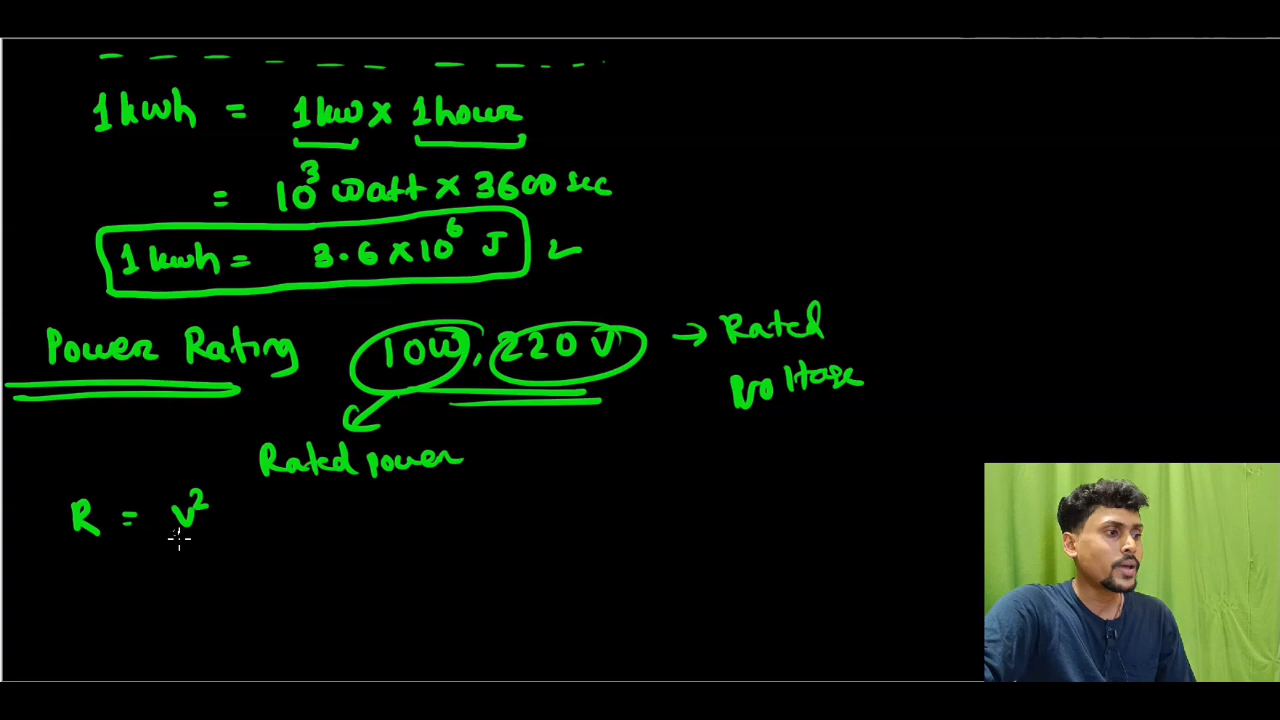 1 kwh = 1 kw × 1 hour
= 10³ watt × 3600 sec
1 kwh = 3.6 × 10⁶ J
Power Rating 10W, 220 V → Rated Voltage
Rated power
R = v²